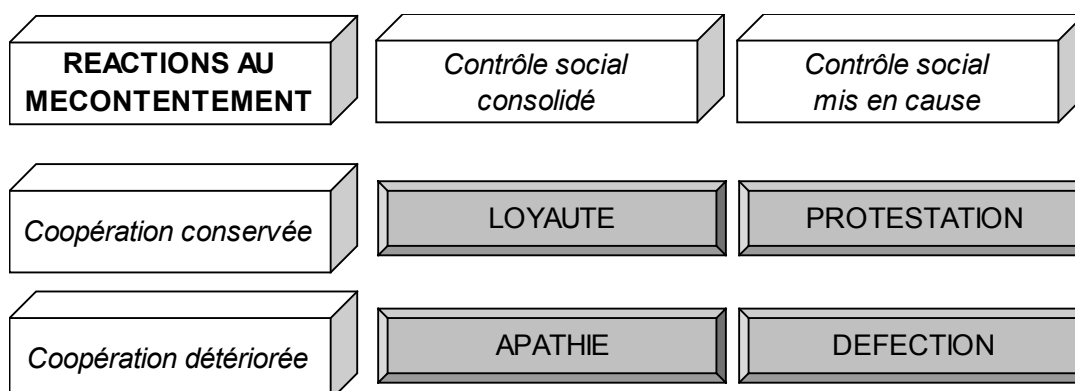 REACTIONS AU
MECONTENTEMENT
Contrôle social
consolidé
Contrôle social
mis en cause
Coopération conservée
LOYAUTE
PROTESTATION
Coopération détériorée
APATHIE
DEFECTION